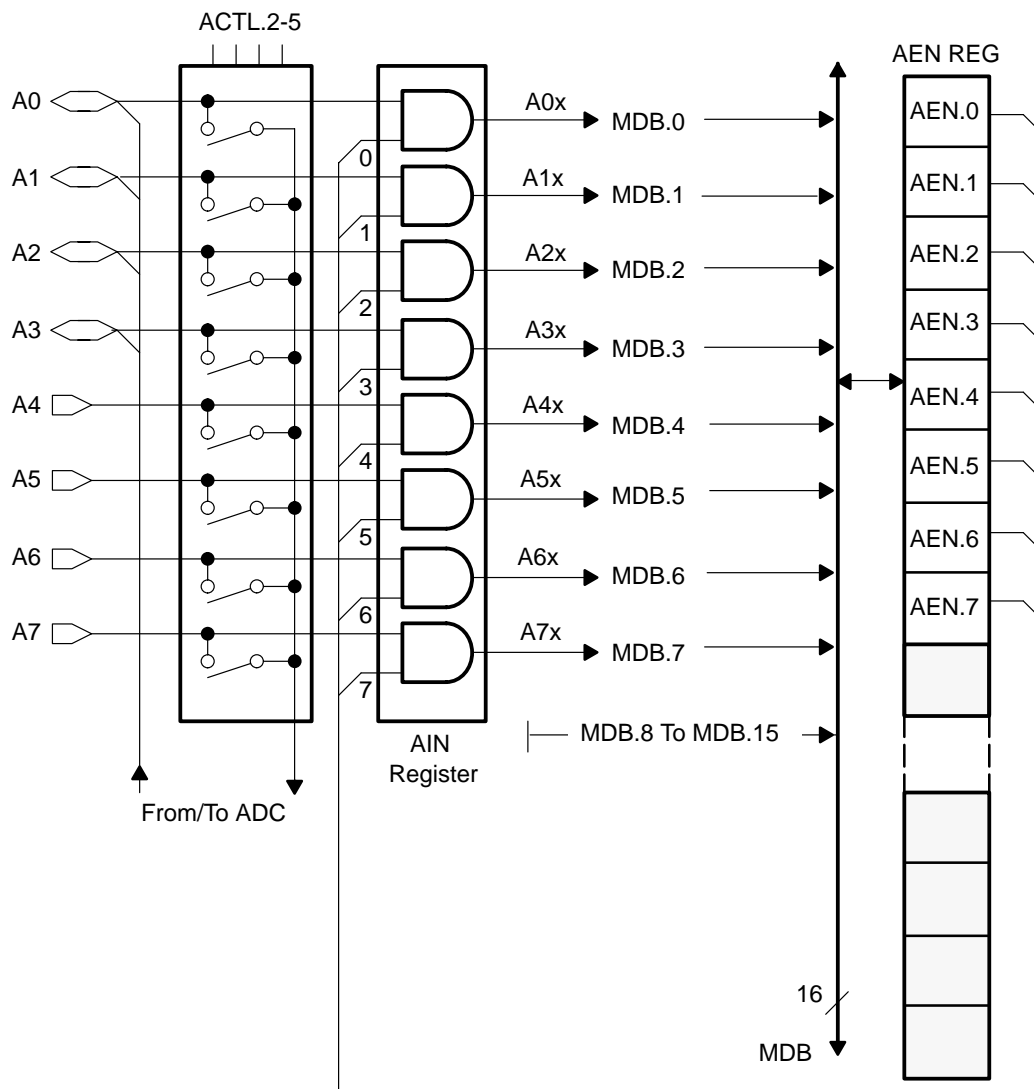 ACTL.2-5
AEN REG
A0
A0x
MDB.0
AEN.0
0
A1
A1x
MDB.1
AEN.1
1
A2
A2x
MDB.2
AEN.2
2
A3
A3x
MDB.3
AEN.3
3
A4
A4x
MDB.4
AEN.4
4
A5
A5x
MDB.5
AEN.5
5
A6
A6x
MDB.6
AEN.6
6
A7
A7x
MDB.7
AEN.7
7
MDB.8 To MDB.15
AIN
Register
From/To ADC
16
MDB